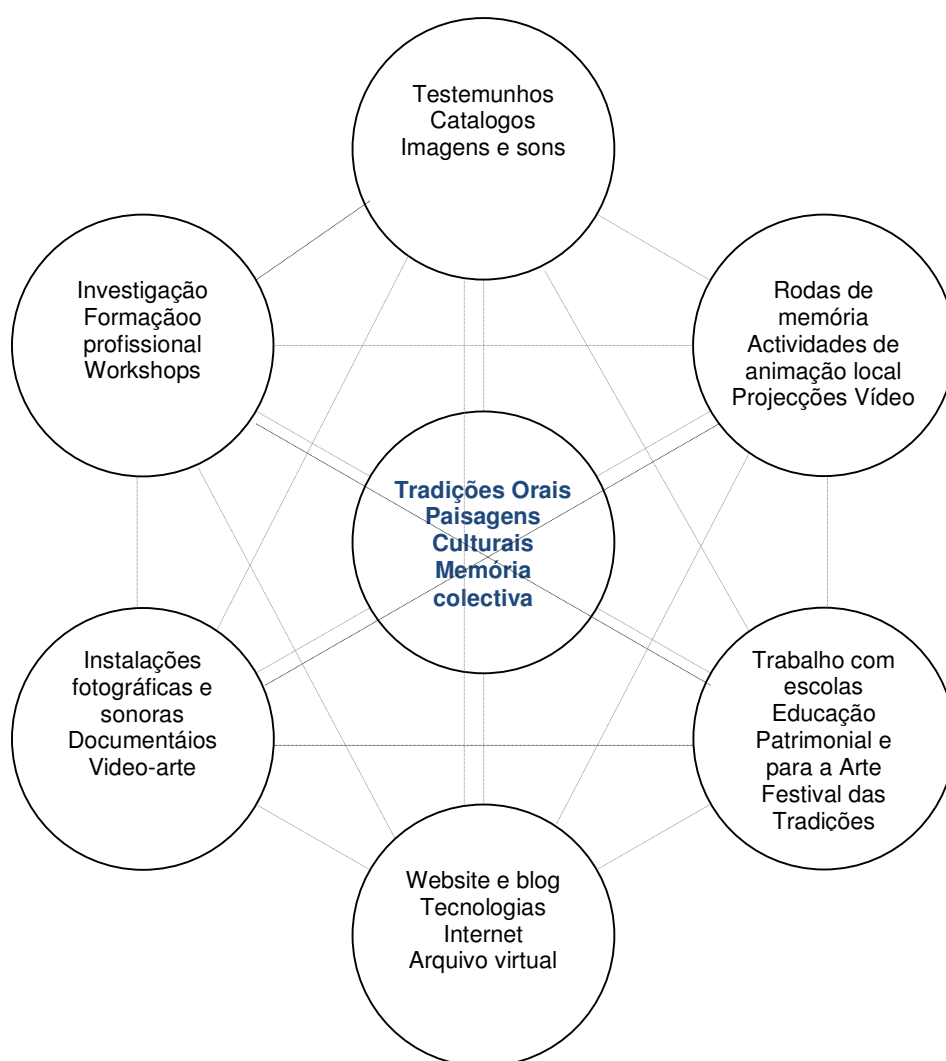 Testemunhos
Catalogos
Imagens e sons
Investigação
Formaçãoo
profissional
Workshops
Rodas de
memória
Actividades de
animação local
Projecções Vídeo
Tradições Orais
Paisagens
Culturais
Memória
colectiva
Instalações
fotográficas e
sonoras
Documentáios
Video-arte
Trabalho com
escolas
Educação
Patrimonial e
para a Arte
Festival das
Tradições
Website e blog
Tecnologias
Internet
Arquivo virtual